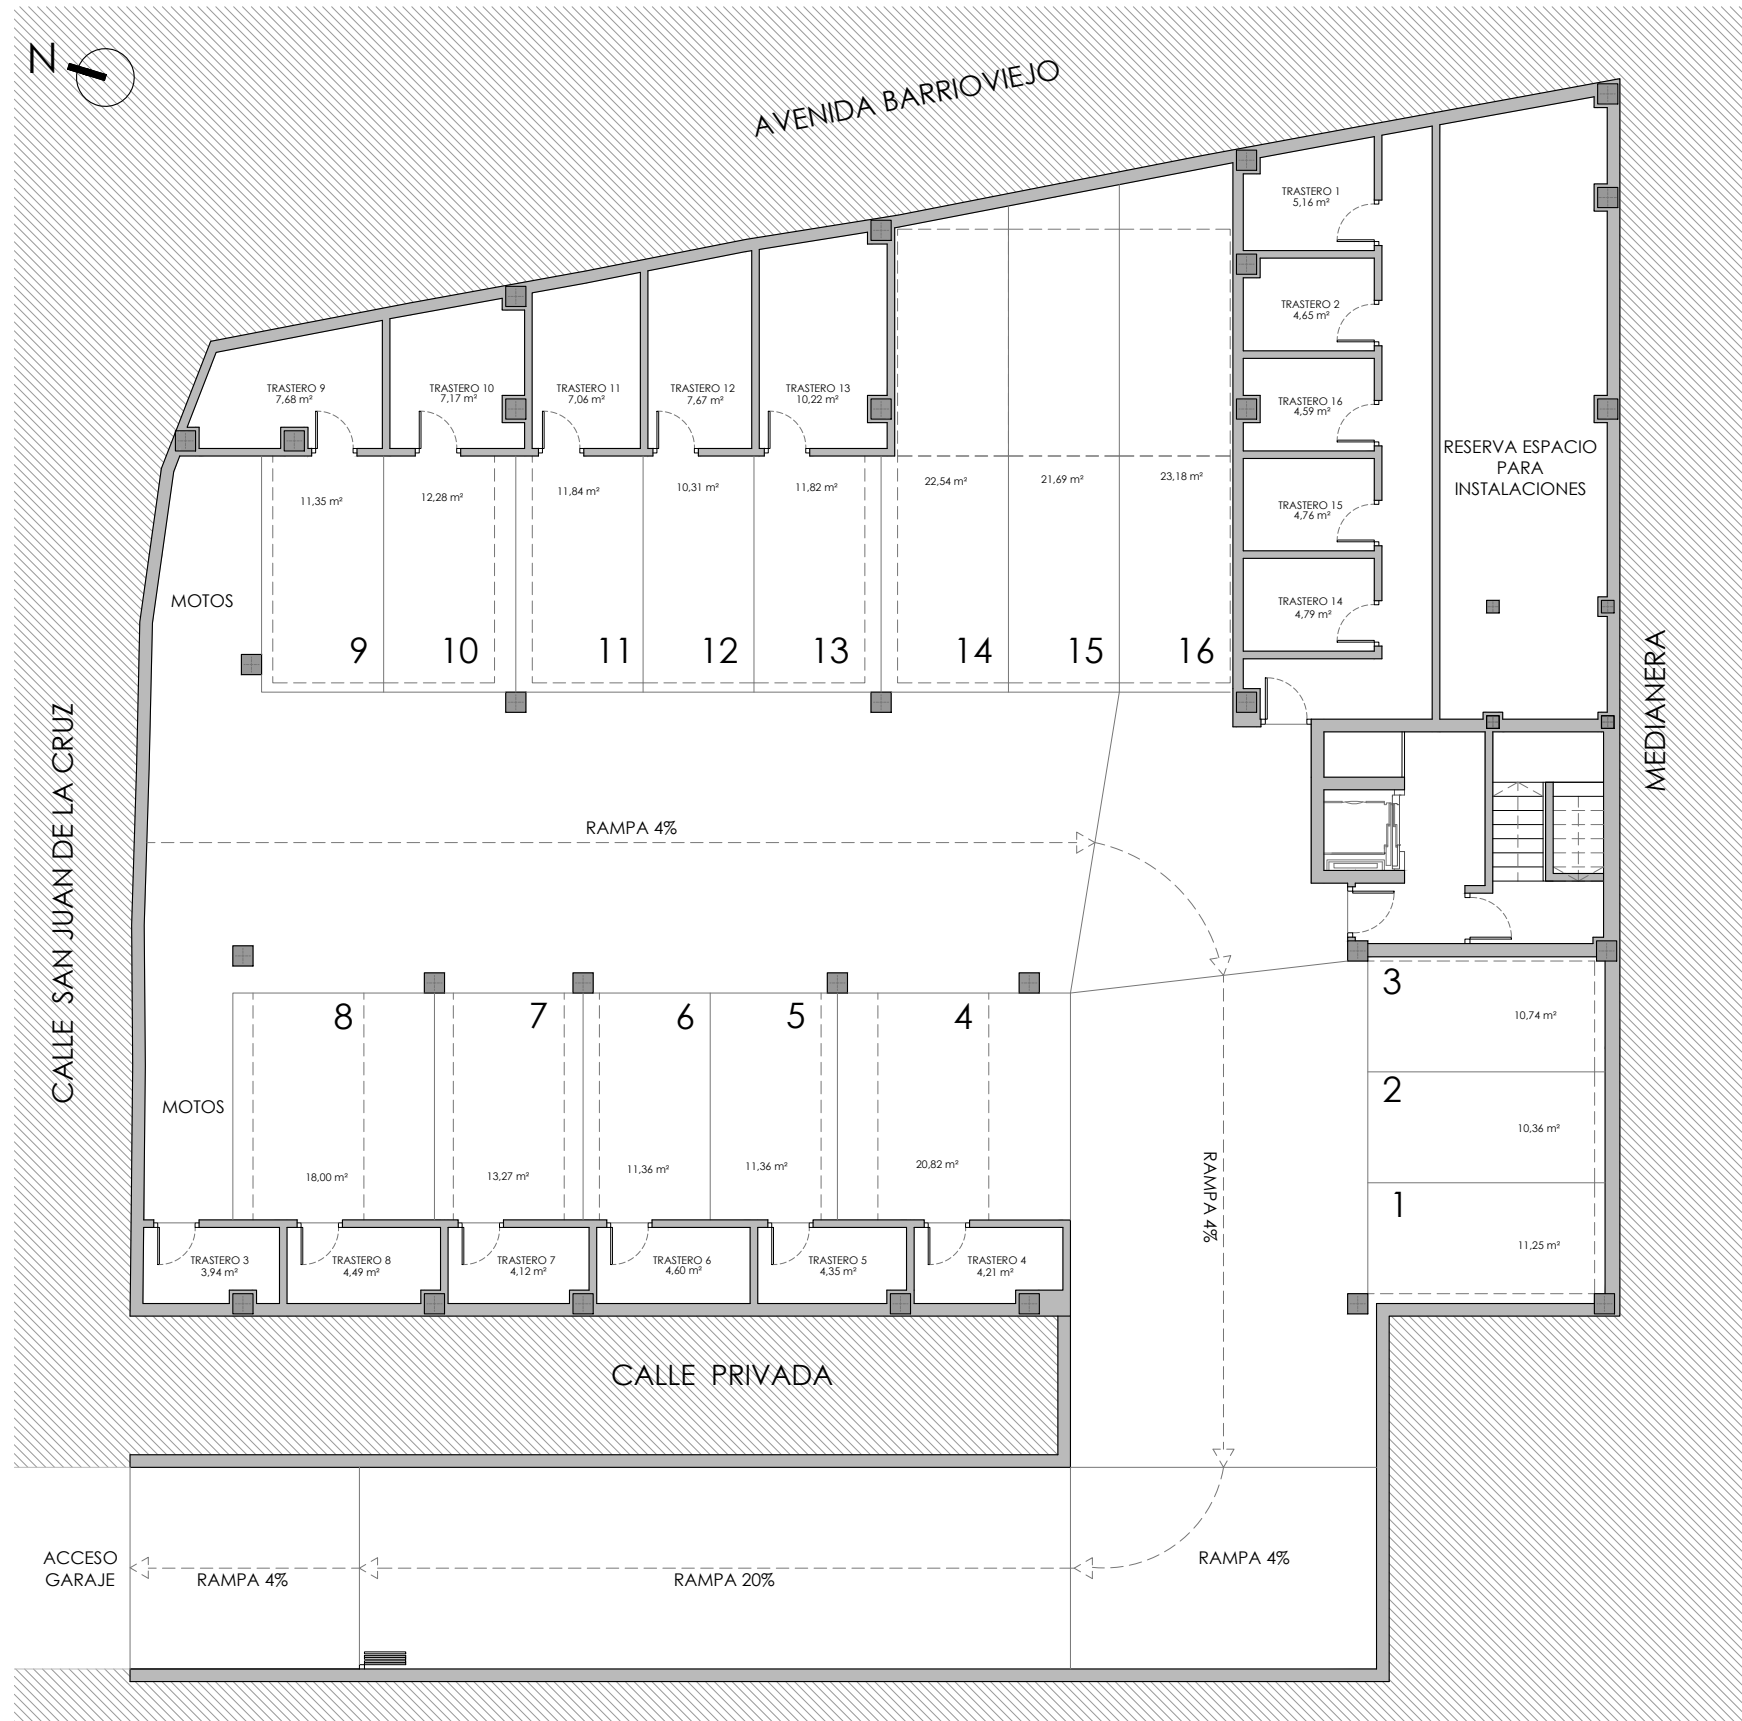 N
AVENIDA BARRIOVIEJO
TRASTERO 1
5,16 m²
TRASTERO 2
4,65 m²
TRASTERO 16
4,59 m²
TRASTERO 15
4,76 m²
TRASTERO 14
4,79 m²
RESERVA ESPACIO
PARA
INSTALACIONES
TRASTERO 9
7,68 m²
TRASTERO 10
7,17 m²
TRASTERO 11
7,06 m²
TRASTERO 12
7,67 m²
TRASTERO 13
10,22 m²
11,35 m²
12,28 m²
11,84 m²
10,31 m²
11,82 m²
22,54 m²
21,69 m²
23,18 m²
MOTOS
9
10
11
12
13
14
15
16
CALLE SAN JUAN DE LA CRUZ
MEDIANERA
RAMPA 4%
8
7
6
5
4
3
10,74 m²
2
10,36 m²
1
11,25 m²
MOTOS
18,00 m²
13,27 m²
11,36 m²
11,36 m²
20,82 m²
RAMPA 4%
TRASTERO 3
3,94 m²
TRASTERO 8
4,49 m²
TRASTERO 7
4,12 m²
TRASTERO 6
4,60 m²
TRASTERO 5
4,35 m²
TRASTERO 4
4,21 m²
CALLE PRIVADA
ACCESO
GARAJE
RAMPA 4%
RAMPA 20%
RAMPA 4%